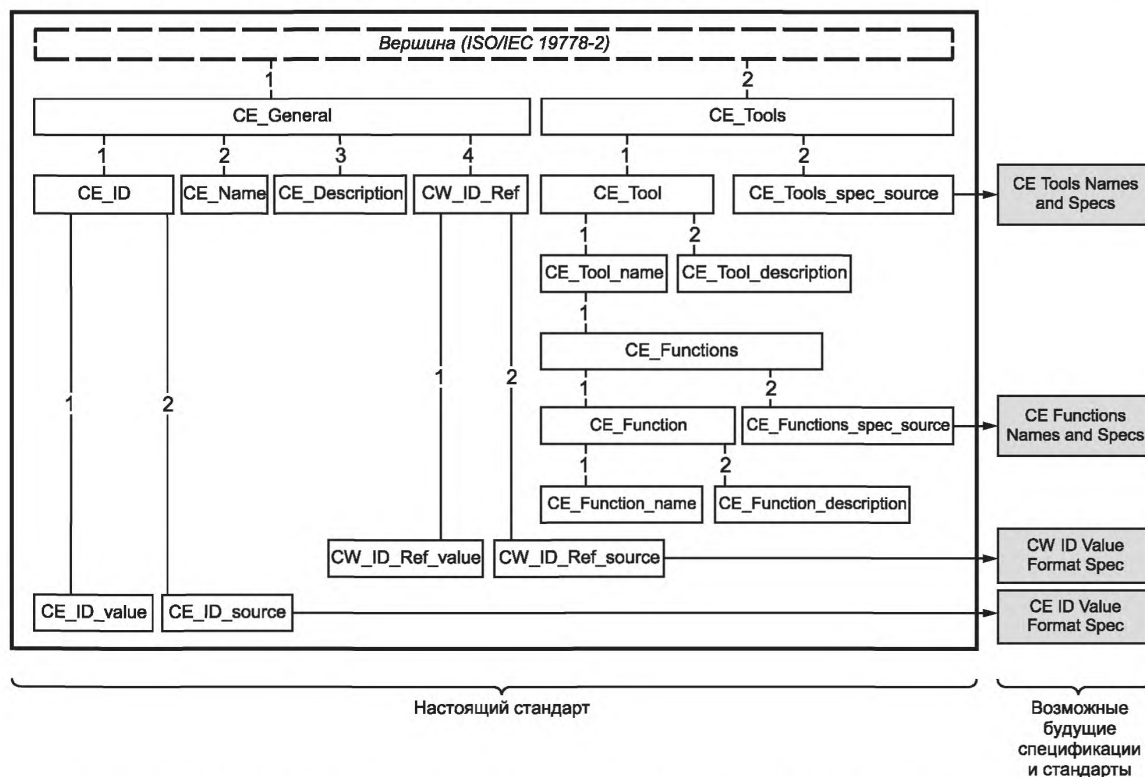 Вершина (ISO/IEC 19778-2)
1
2
CE_General
CE_Tools
1
2
3
4
1
2
CE_ID
CE_Name
CE_Description
CW_ID_Ref
CE_Tool
CE_Tools_spec_source
CE Tools Names
and Specs
1
2
CE_Tool_name
CE_Tool_description
1
CE_Functions
1
2
1
2
1
2
CE_Function
CE_Functions_spec_source
CE Functions
Names and Specs
1
2
CE_Function_name
CE_Function_description
CW_ID_Ref_value
CW_ID_Ref_source
CW ID Value
Format Spec
CE_ID_value
CE_ID_source
CE ID Value
Format Spec
Настоящий стандарт
Возможные
будущие
спецификации
и стандарты